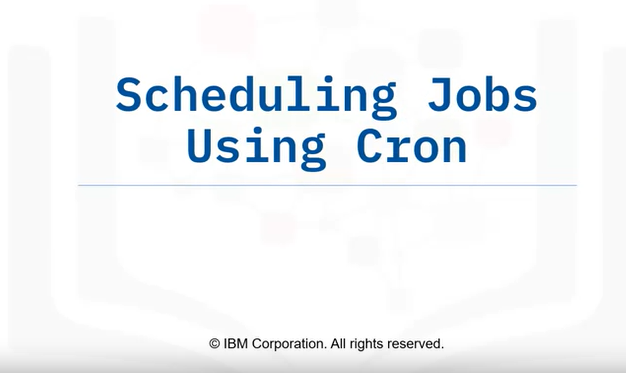 Scheduling Jobs
Using Cron
© IBM Corporation. All rights reserved.